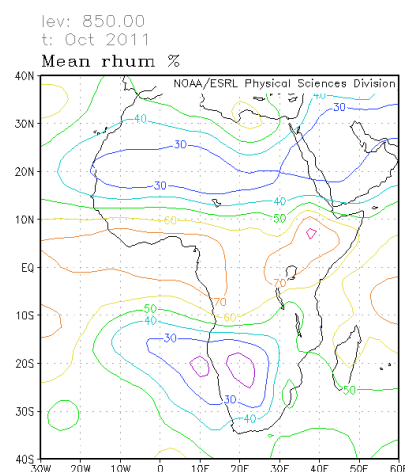 lev: 850.00
t: Oct 2011
Mean rhum %
NOAA/ESRL Physical Sciences Division
40N
30N
20N
10N
EQ
10S
20S
30S
40S
30W 20W 10W 0 10E 20E 30E 40E 50E 60E
40 40 30
30
30 40
50
60
70
70
50 60
40
30
50
30
40